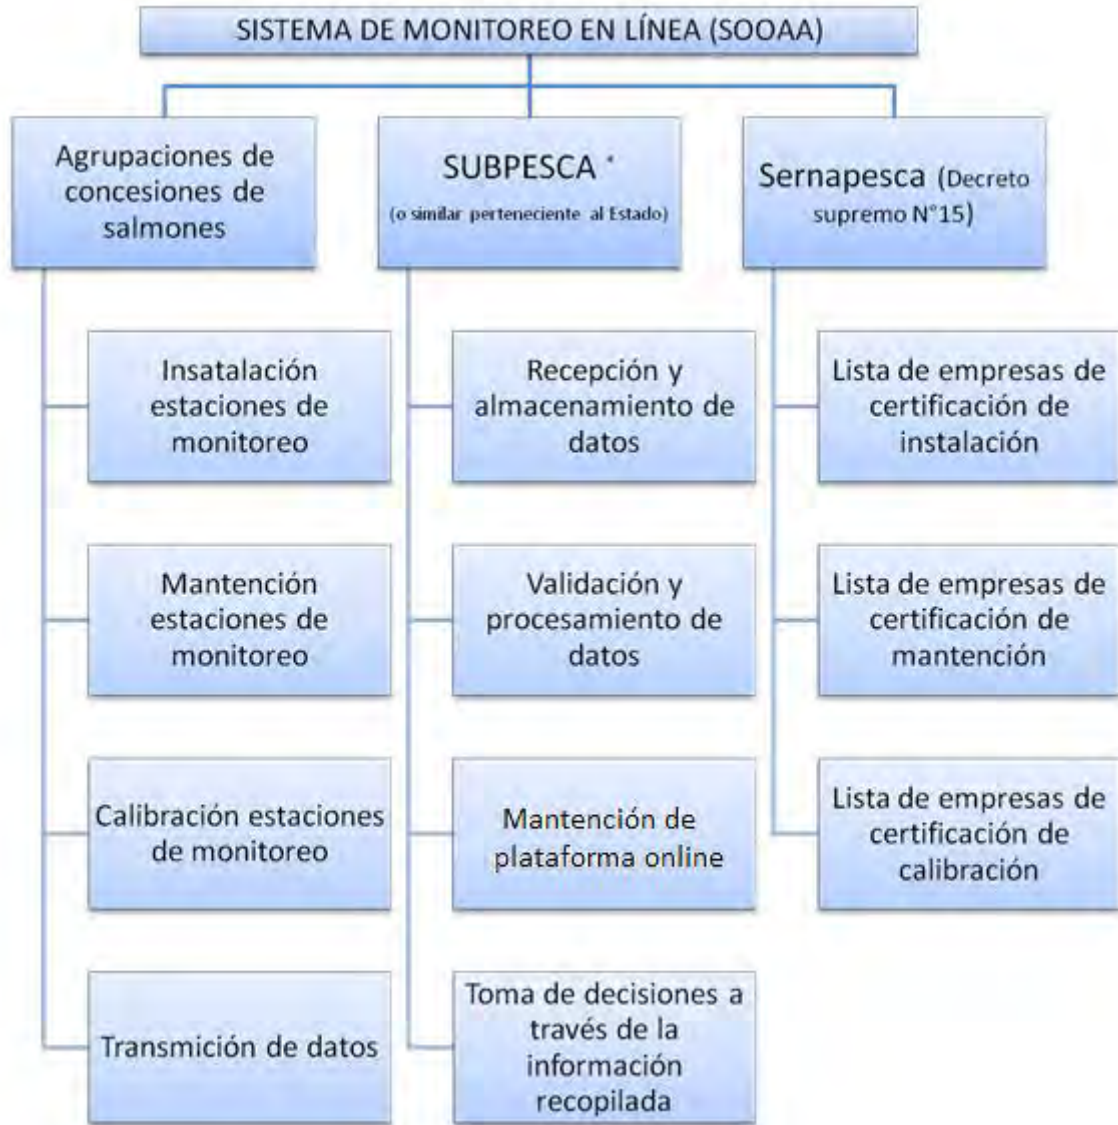 SISTEMA DE MONITOREO EN LÍNEA (SOOAA)
Agrupaciones de
concesiones de
salmones
SUBPESCA *
(o similar perteneciente al Estado)
Sernapesca (Decreto
supremo N°15)
Insatalación
estaciones de
monitoreo
Mantención
estaciones de
monitoreo
Calibración estaciones
de monitoreo
Transmición de datos
Recepción y
almacenamiento de
datos
Validación y
procesamiento de
datos
Mantención de
plataforma online
Toma de decisiones a
través de la
información
recopilada
Lista de empresas de
certificación de
instalación
Lista de empresas de
certificación de
mantención
Lista de empresas de
certificación de
calibración